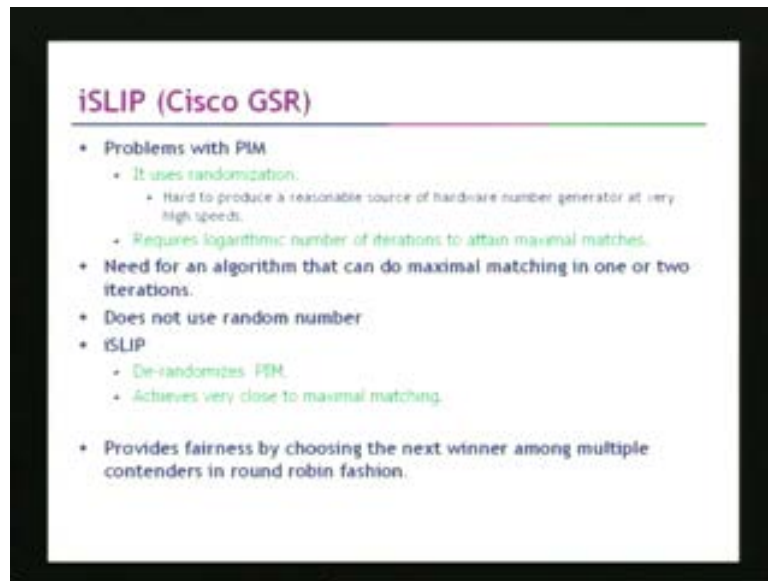 iSLIP (Cisco GSR)
• Problems with PIM
• It uses randomization.
• Hard to produce a reasonable source of hardware number generator at very
high speeds.
• Requires logarithmic number of iterations to attain maximal matches.
• Need for an algorithm that can do maximal matching in one or two
iterations.
• Does not use random number
• iSLIP
• De-randomizes PIM.
• Achieves very close to maximal matching.
• Provides fairness by choosing the next winner among multiple
contenders in round robin fashion.